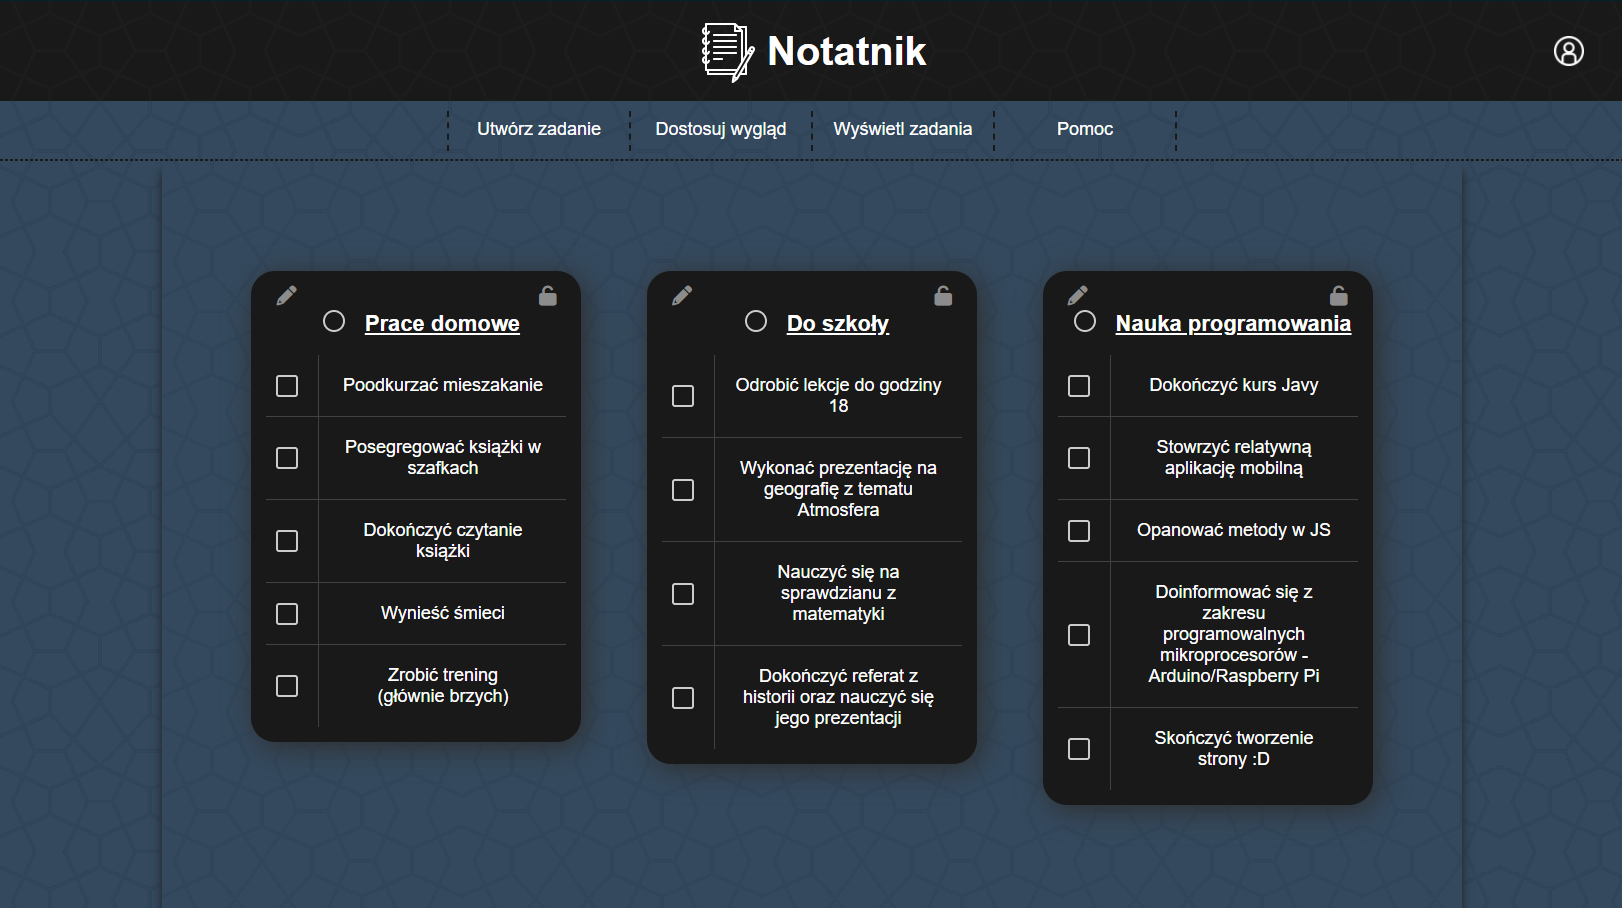 Notatnik
Utwórz zadanie
Dostosuj wygląd
Wyświetl zadania
Pomoc
Prace domowe
Poodkurzać mieszakanie
Posegregować książki w
szafkach
Dokończyć czytanie
książki
Wynieść śmieci
Zrobić trening
(głównie brzych)
Do szkoły
Odrobić lekcje do godziny
18
Wykonać prezentację na
geografię z tematu
Atmosfera
Nauczyć się na
sprawdzianu z
matematyki
Dokończyć referat z
historii oraz nauczyć się
jego prezentacji
Nauka programowania
Dokończyć kurs Javy
Stowrzyć relatywną
aplikację mobilną
Opanować metody w JS
Doinformować się z
zakresu
programowalnych
mikroprocesorów -
Arduino/Raspberry Pi
Skończyć tworzenie
strony :D